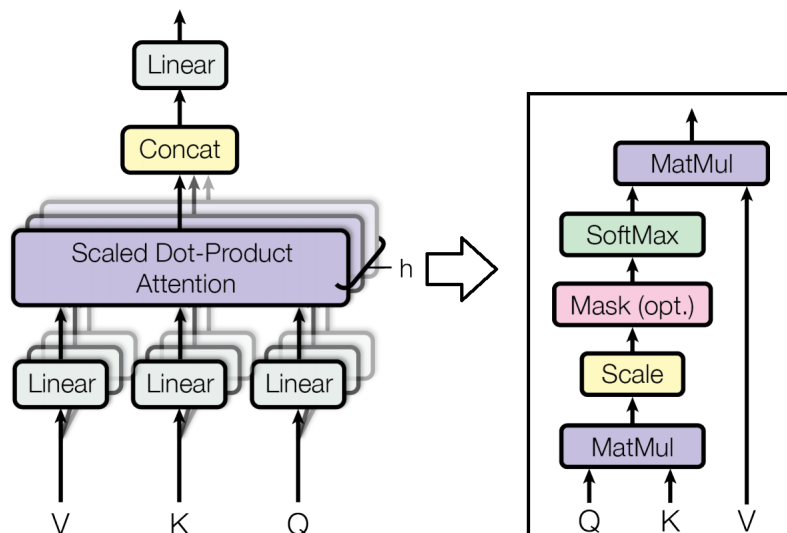 Linear
Concat
Scaled Dot-Product
Attention
h
Linear
Linear
Linear
V
K
Q
MatMul
SoftMax
Mask (opt.)
Scale
MatMul
Q
K
V